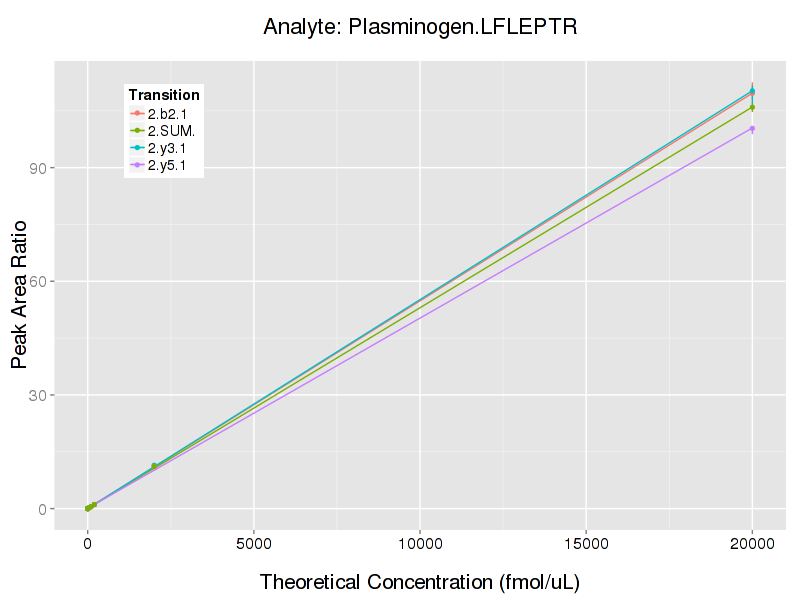 Analyte: Plasminogen.LFLEPTR
Transition
2.b2.1
2.SUM.
2.y3.1
2.y5.1
Peak Area Ratio
90
60
30
0
0 5000 10000 15000 20000
Theoretical Concentration (fmol/uL)